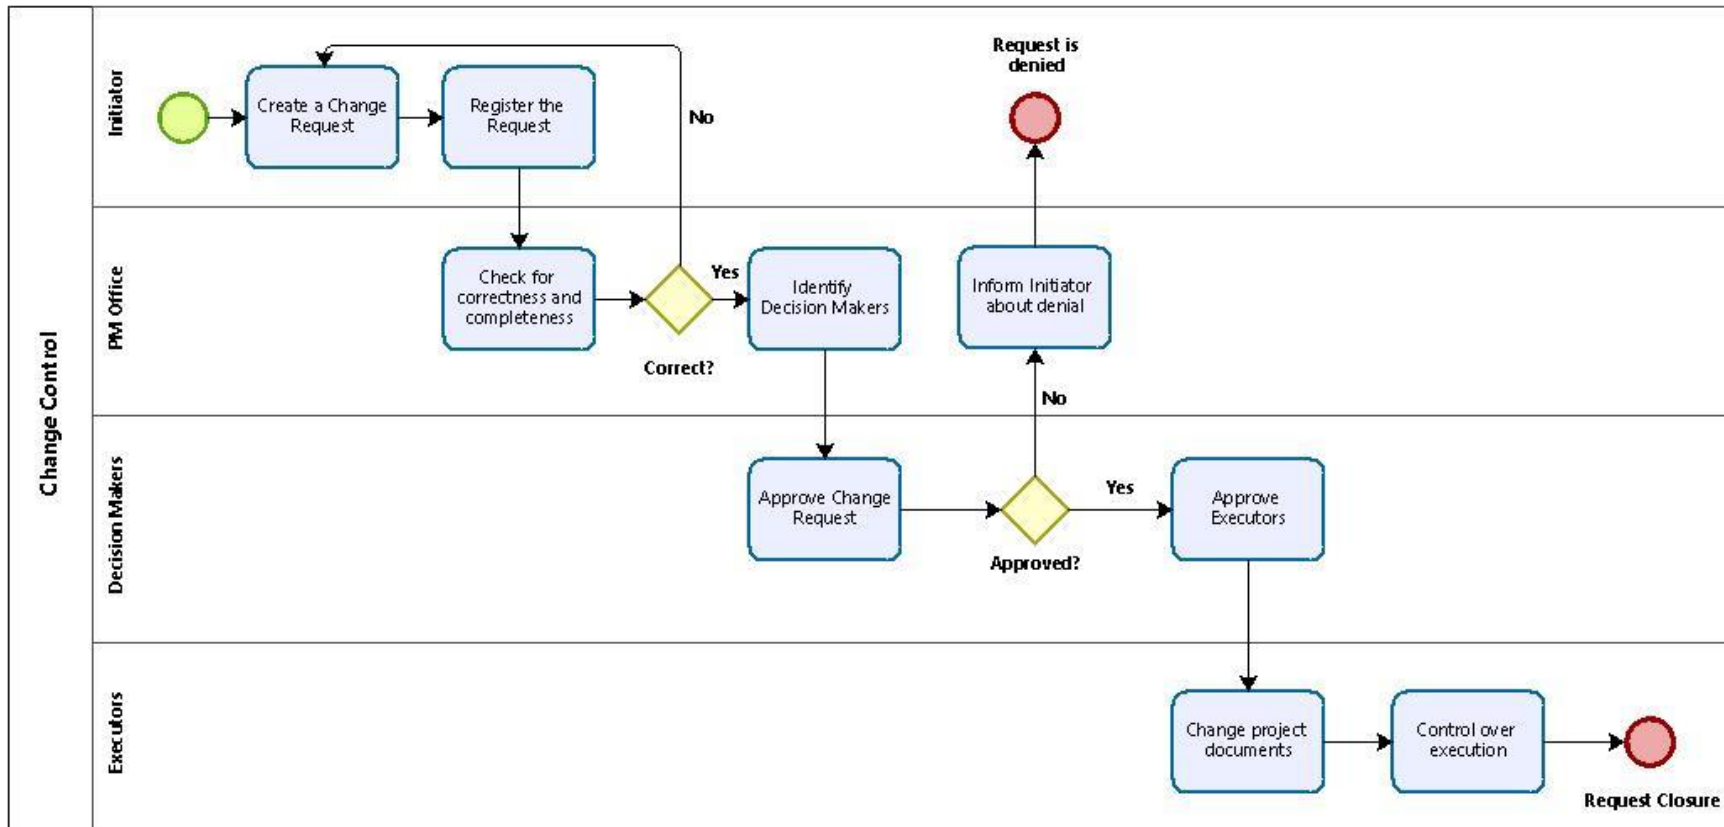 Change Control
Initiator
Create a Change
Request
Register the
Request
No
Request is
denied
PM Office
Check for
correctness and
completeness
Yes
Correct?
Identify
Decision Makers
Inform Initiator
about denial
No
Decision Makers
Approve Change
Request
Approved?
Yes
Approve
Executors
Executors
Change project
documents
Control over
execution
Request Closure